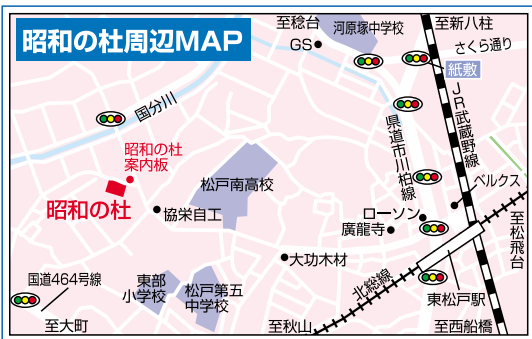 昭和の杜周辺MAP
至稔台
河原塚中学校
GS
至新八柱
さくら通り
紙敷
国分川
JR武蔵野線
県道市川柏線
昭和の杜
案内板
昭和の杜
松戸南高校
協栄自工
ベルクス
ローソン
廣龍寺
至松飛台
大功木材
北総線
国道464号線
東部
小学校
松戸第五
中学校
東松戸駅
至大町
至秋山
至西船橋